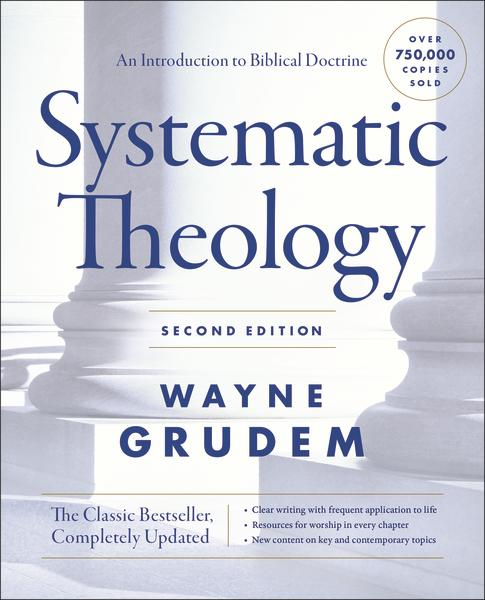 An Introduction to Biblical Doctrine
OVER
750,000
COPIES
SOLD
Systematic
Theology
SECOND EDITION
WAYNE
GRUDEM
The Classic Bestseller,
Completely Updated
• Clear writing with frequent application to life
• Resources for worship in every chapter
• New content on key and contemporary topics